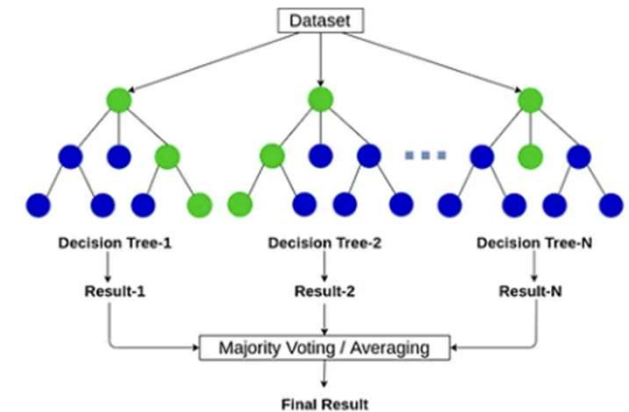 Dataset
Decision Tree-1
Decision Tree-2
Decision Tree-N
Result-1
Result-2
Result-N
Majority Voting / Averaging
Final Result